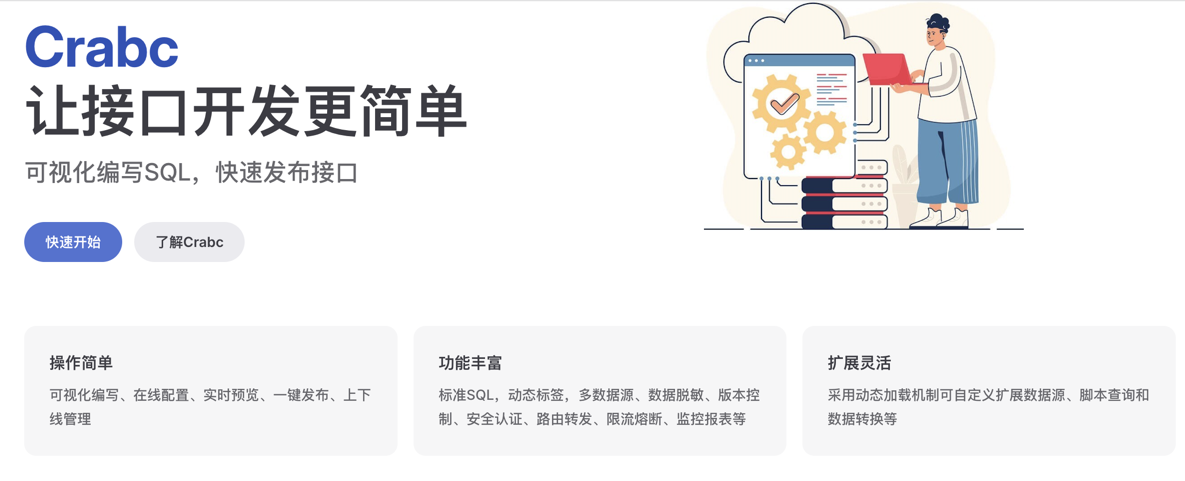 Crabc
让接口开发更简单
可视化编写SQL，快速发布接口
快速开始
了解Crabc
操作简单
可视化编写、在线配置、实时预览、一键发布、上下
线管理
功能丰富
标准SQL，动态标签，多数据源、数据脱敏、版本控
制、安全认证、路由转发、限流熔断、监控报表等
扩展灵活
采用动态加载机制可自定义扩展数据源、脚本查询和
数据转换等